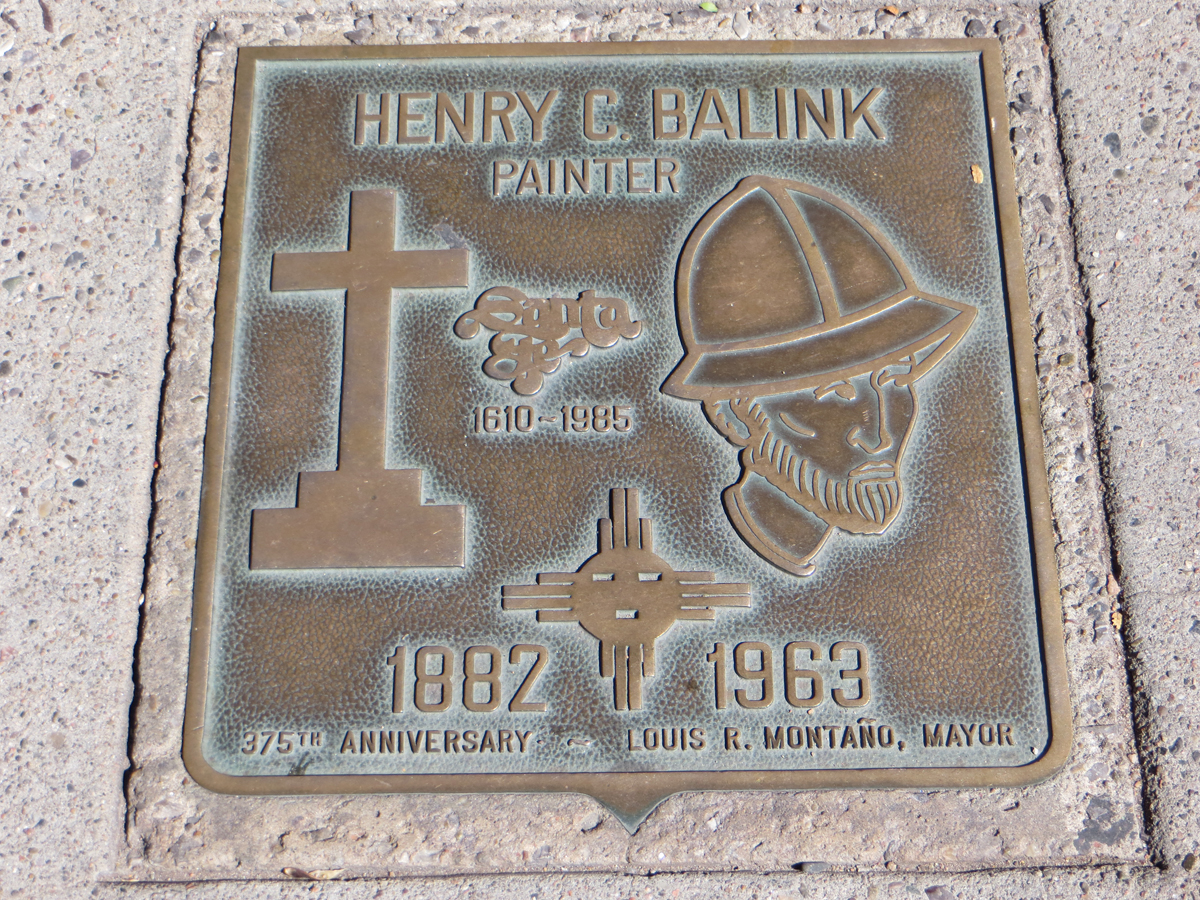 HENRY C. BALINK
PAINTER
Santa
Fe
1610~1985
1882 1963
375TH ANNIVERSARY ~ LOUIS R. MONTAÑO, MAYOR